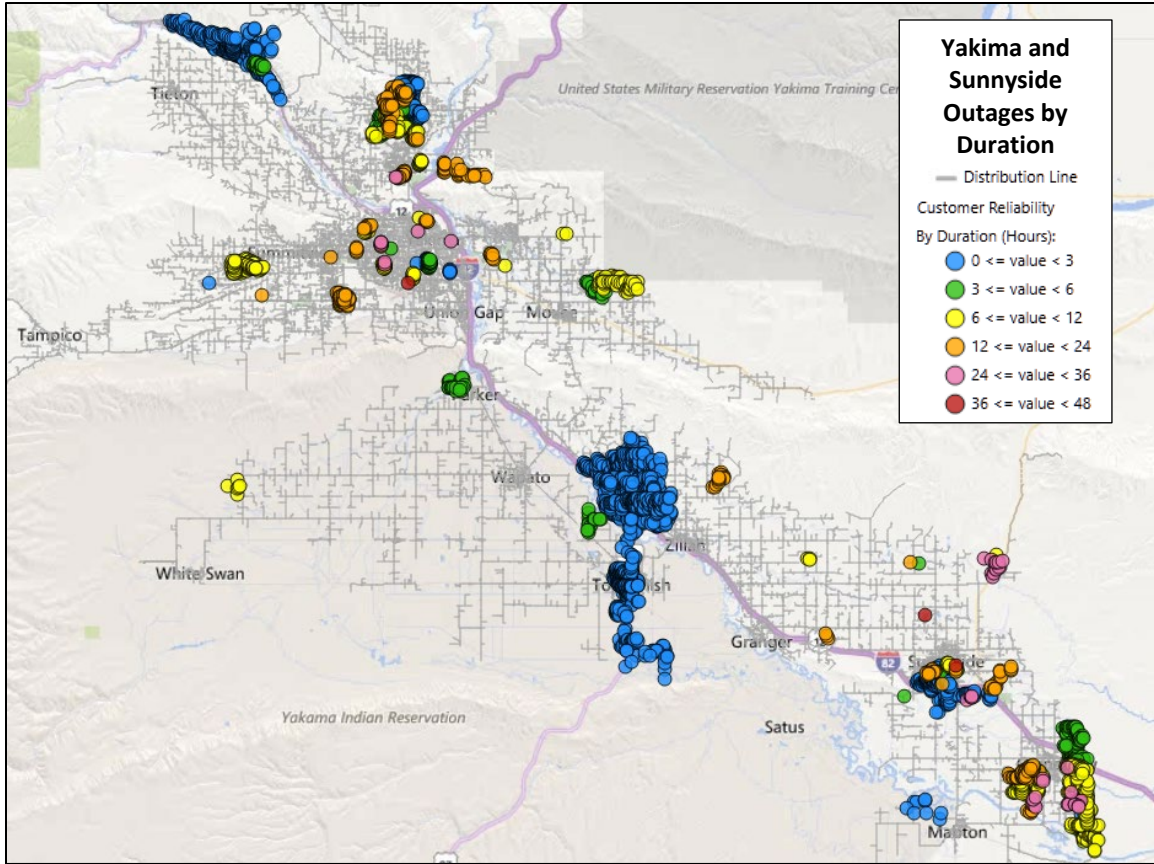 Yakima and
Sunnyside
Outages by
Duration
Distribution Line
Customer Reliability
By Duration (Hours):
0 <= value < 3
3 <= value < 6
6 <= value < 12
12 <= value < 24
24 <= value < 36
36 <= value < 48
United States Military Reservation Yakima Training Cen
Tieton
12
Union Gap
Tampico
Parker
Wapato
Zillah
White Swan
Granger
82
Yakama Indian Reservation
Satus
Mabton